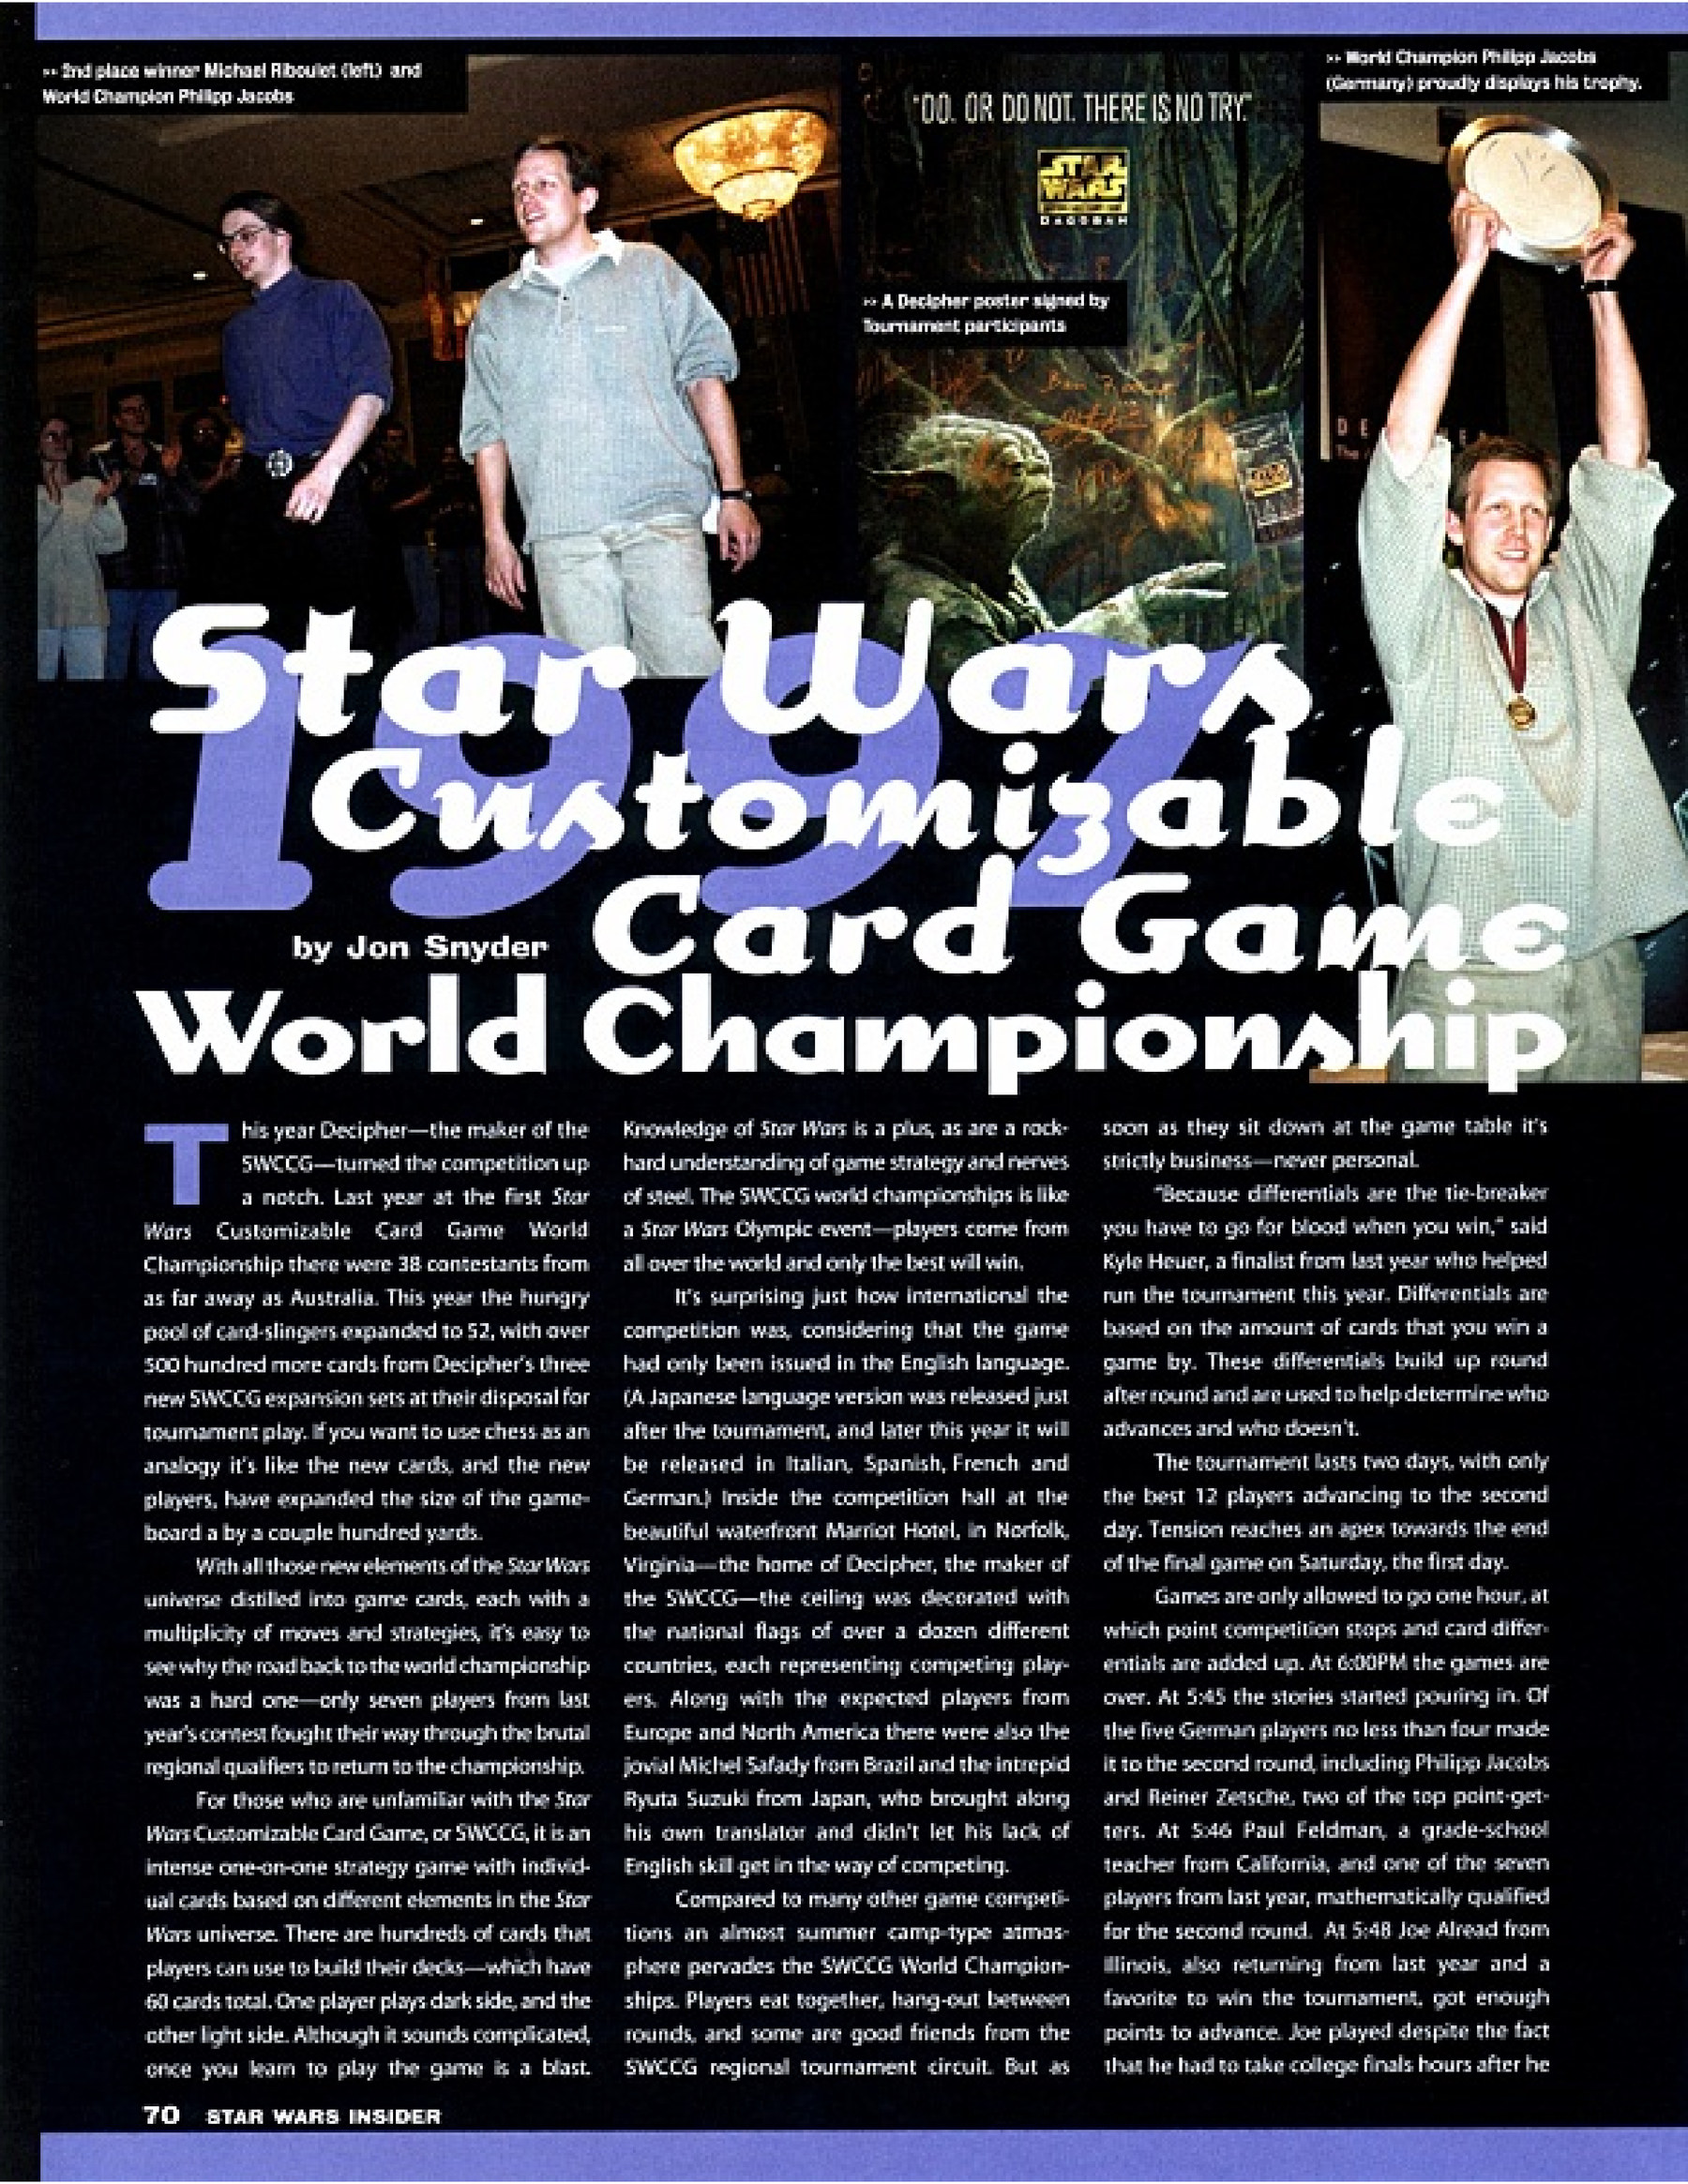 ›› 2nd place winner Michael Riboulet (left) and
World Champion Philipp Jacobs
"DO. OR DO NOT. THERE IS NO TRY."
STAR
WARS
DAGOBAH
›› A Decipher poster signed by
Tournament participants
›› World Champion Philipp Jacobs
(Germany) proudly displays his trophy.
1997
Star Wars
Customizable
Card Game
by Jon Snyder
World Championship
This year Decipher—the maker of the
SWCCG—turned the competition up
a notch. Last year at the first Star
Wars Customizable Card Game World
Championship there were 38 contestants from
as far away as Australia. This year the hungry
pool of card-slingers expanded to 52, with over
500 hundred more cards from Decipher's three
new SWCCG expansion sets at their disposal for
tournament play. If you want to use chess as an
analogy it's like the new cards, and the new
players, have expanded the size of the game-
board a by a couple hundred yards.
With all those new elements of the Star Wars
universe distilled into game cards, each with a
multiplicity of moves and strategies, it's easy to
see why the road back to the world championship
was a hard one—only seven players from last
year's contest fought their way through the brutal
regional qualifiers to return to the championship.
For those who are unfamiliar with the Star
Wars Customizable Card Game, or SWCCG, it is an
intense one-on-one strategy game with individ-
ual cards based on different elements in the Star
Wars universe. There are hundreds of cards that
players can use to build their decks—which have
60 cards total. One player plays dark side, and the
other light side. Although it sounds complicated,
once you learn to play the game is a blast.
Knowledge of Star Wars is a plus, as are a rock-
hard understanding of game strategy and nerves
of steel. The SWCCG world championships is like
a Star Wars Olympic event—players come from
all over the world and only the best will win.
It's surprising just how international the
competition was, considering that the game
had only been issued in the English language.
(A Japanese language version was released just
after the tournament, and later this year it will
be released in Italian, Spanish, French and
German.) Inside the competition hall at the
beautiful waterfront Marriot Hotel, in Norfolk,
Virginia—the home of Decipher, the maker of
the SWCCG—the ceiling was decorated with
the national flags of over a dozen different
countries, each representing competing play-
ers. Along with the expected players from
Europe and North America there were also the
jovial Michel Safady from Brazil and the intrepid
Ryuta Suzuki from Japan, who brought along
his own translator and didn't let his lack of
English skill get in the way of competing.
Compared to many other game competi-
tions an almost summer camp-type atmos-
phere pervades the SWCCG World Champion-
ships. Players eat together, hang-out between
rounds, and some are good friends from the
SWCCG regional tournament circuit. But as
soon as they sit down at the game table it's
strictly business—never personal.
"Because differentials are the tie-breaker
you have to go for blood when you win," said
Kyle Heuer, a finalist from last year who helped
run the tournament this year. Differentials are
based on the amount of cards that you win a
game by. These differentials build up round
after round and are used to help determine who
advances and who doesn't.
The tournament lasts two days, with only
the best 12 players advancing to the second
day. Tension reaches an apex towards the end
of the final game on Saturday, the first day.
Games are only allowed to go one hour, at
which point competition stops and card differ-
entials are added up. At 6:00PM the games are
over. At 5:45 the stories started pouring in. Of
the five German players no less than four made
it to the second round, including Philipp Jacobs
and Reiner Zetsche, two of the top point-get-
ters. At 5:46 Paul Feldman, a grade-school
teacher from California, and one of the seven
players from last year, mathematically qualified
for the second round. At 5:48 Joe Alread from
Illinois, also returning from last year and a
favorite to win the tournament, got enough
points to advance. Joe played despite the fact
that he had to take college finals hours after he
70 STAR WARS INSIDER